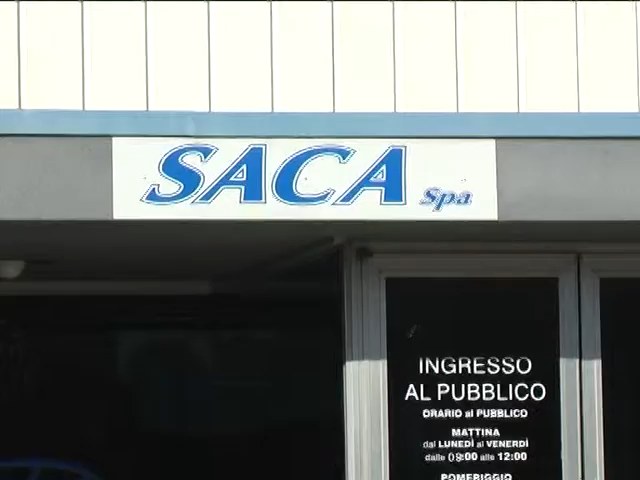 SACA Spa
INGRESSO
AL PUBBLICO
ORARIO al PUBBLICO
MATTINA
dal LUNEDÌ al VENERDÌ
dalle 09:00 alle 12:00
POMERIGGIO